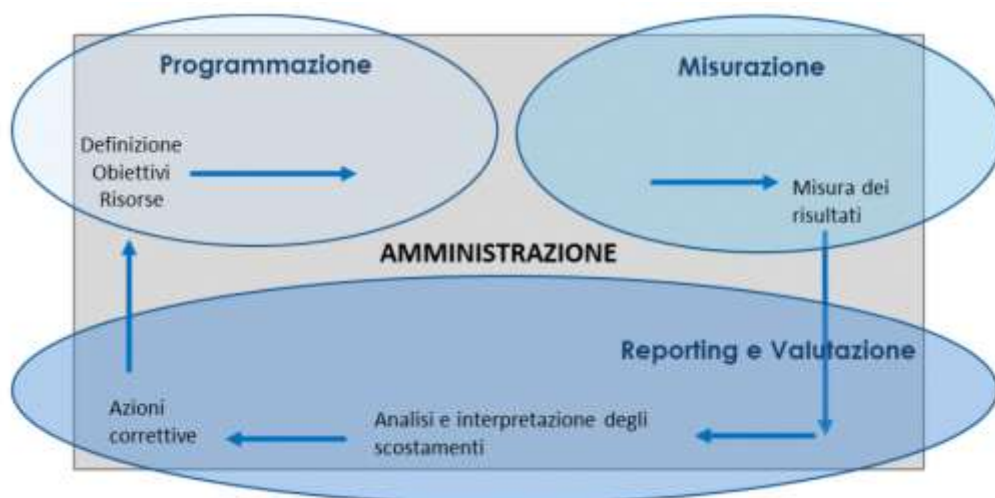 Programmazione
Misurazione
Definizione
Obiettivi
Risorse
Misura dei
risultati
AMMINISTRAZIONE
Reporting e Valutazione
Azioni
correttive
Analisi e interpretazione degli
scostamenti